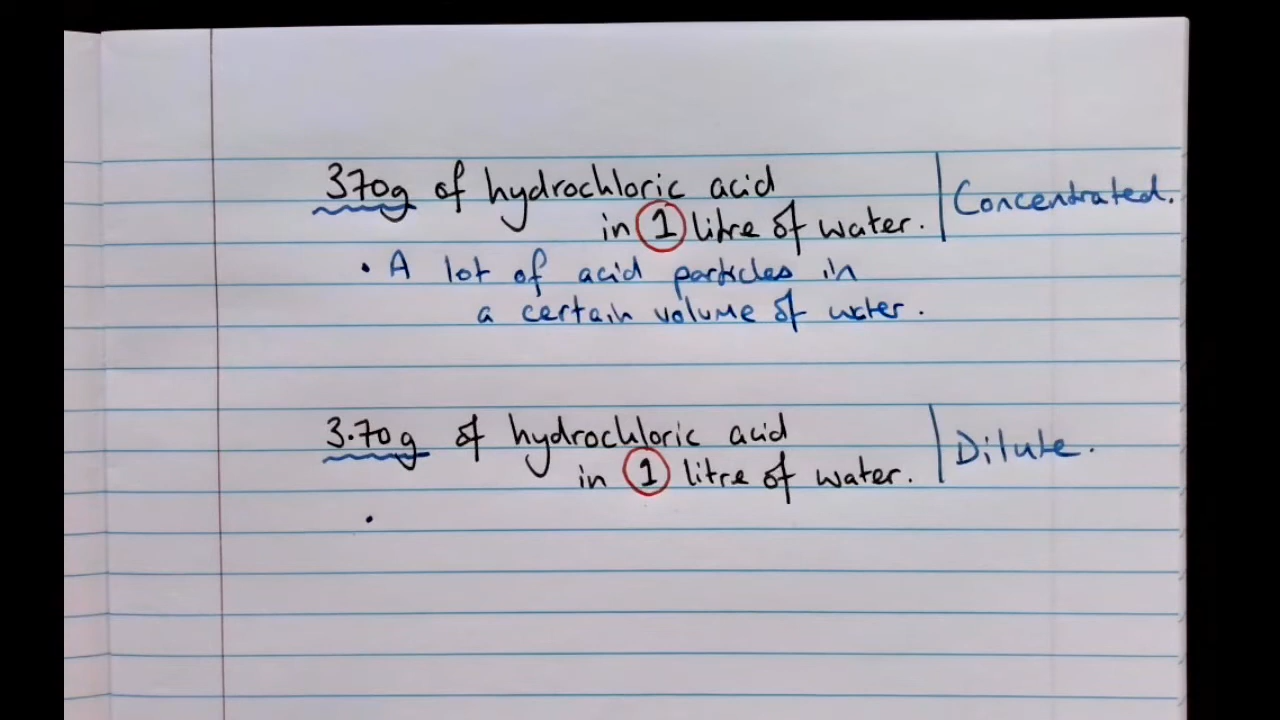 370g of hydrochloric acid
in 1 litre of water.
Concentrated.
• A lot of acid particles in
a certain volume of water.
3.70g of hydrochloric acid
in 1 litre of water.
Dilute.
•